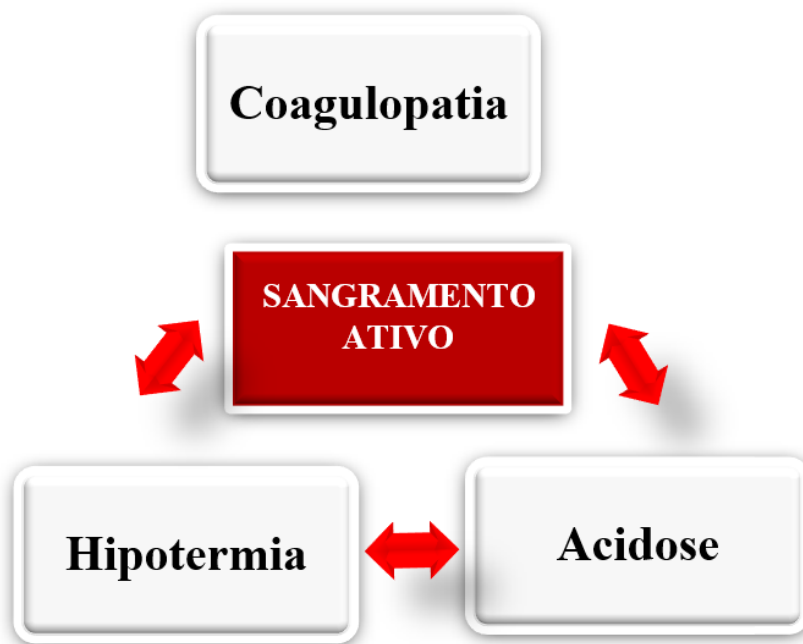 Coagulopatia
SANGRAMENTO
ATIVO
Hipotermia
Acidose